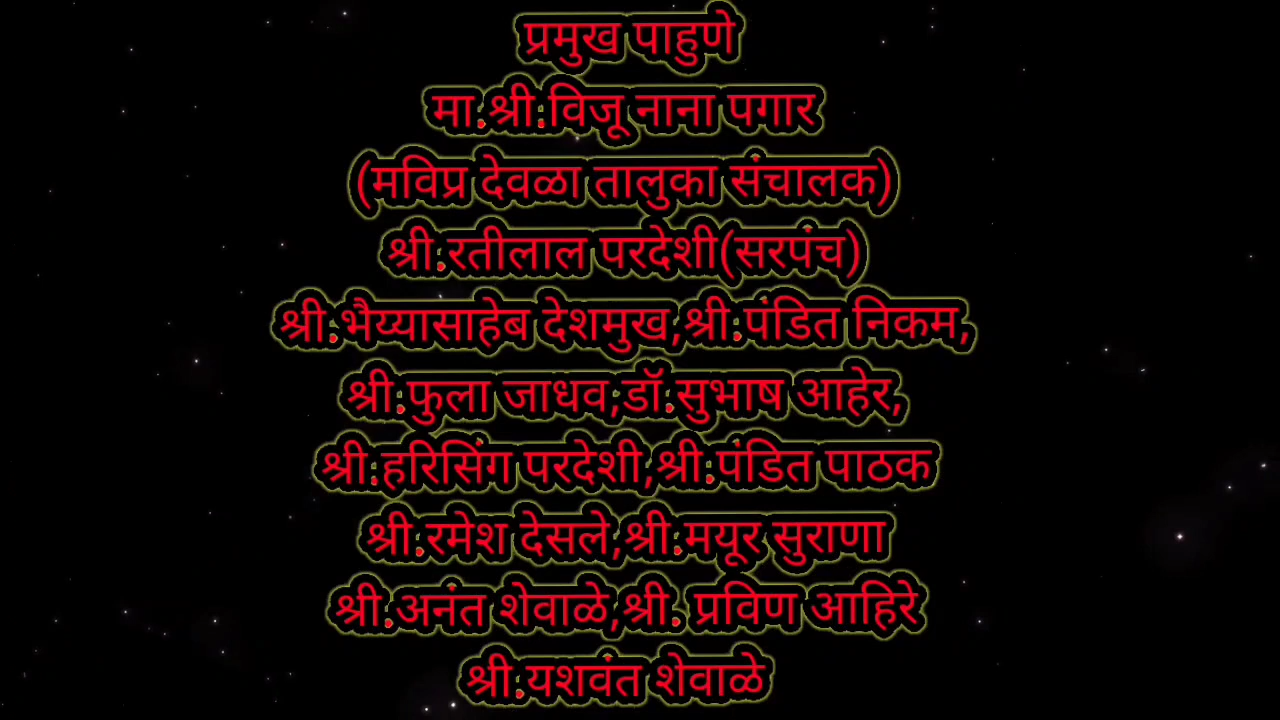 प्रमुख पाहुणे
मा.श्री.विजू नाना पगार
(मविप्र देवळा तालुका संचालक)
श्री.रतीलाल परदेशी(सरपंच)
श्री.भैय्यासाहेब देशमुख,श्री.पंडित निकम,
श्री.फुला जाधव,डॉ.सुभाष आहेर,
श्री.हरिसिंग परदेशी,श्री.पंडित पाठक
श्री.रमेश देसले,श्री.मयूर सुराणा
श्री.अनंत शेवाळे,श्री. प्रविण आहिरे
श्री.यशवंत शेवाळे